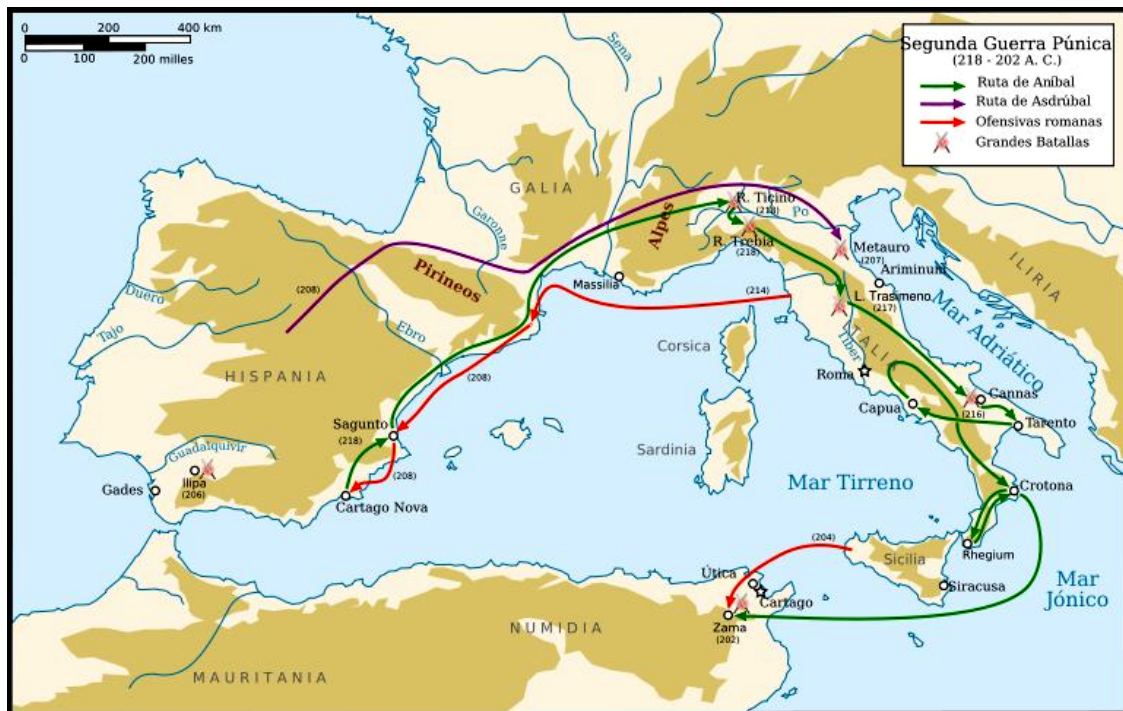 0 200 400 km
0 100 200 milles
Segunda Guerra Púnica
(218 - 202 A. C.)
Ruta de Aníbal
Ruta de Asdrúbal
Ofensivas romanas
Grandes Batallas
Sena
GALIA
Garonne
Alpes
R. Ticino
(218)
Po
R. Trebia
(218)
Metauro
(207)
Ariminum
ILIRIA
Pirineos
Massilia
(214)
L. Trasimeno
(217)
Mar Adriático
Duero
(208)
Tajo
Ebro
Corsica
Tiber
ITALIA
Roma
HISPANIA
(208)
Cannas
(216)
Capua
Tarento
Sagunto
(218)
Sardinia
Guadalquivir
(208)
Ilipa
(206)
Gades
Cartago Nova
Mar Tirreno
Crotona
(204)
Rhegium
Sicilia
Siracusa
Útica
Cartago
Mar
Jónico
Zama
(202)
NUMIDIA
MAURITANIA